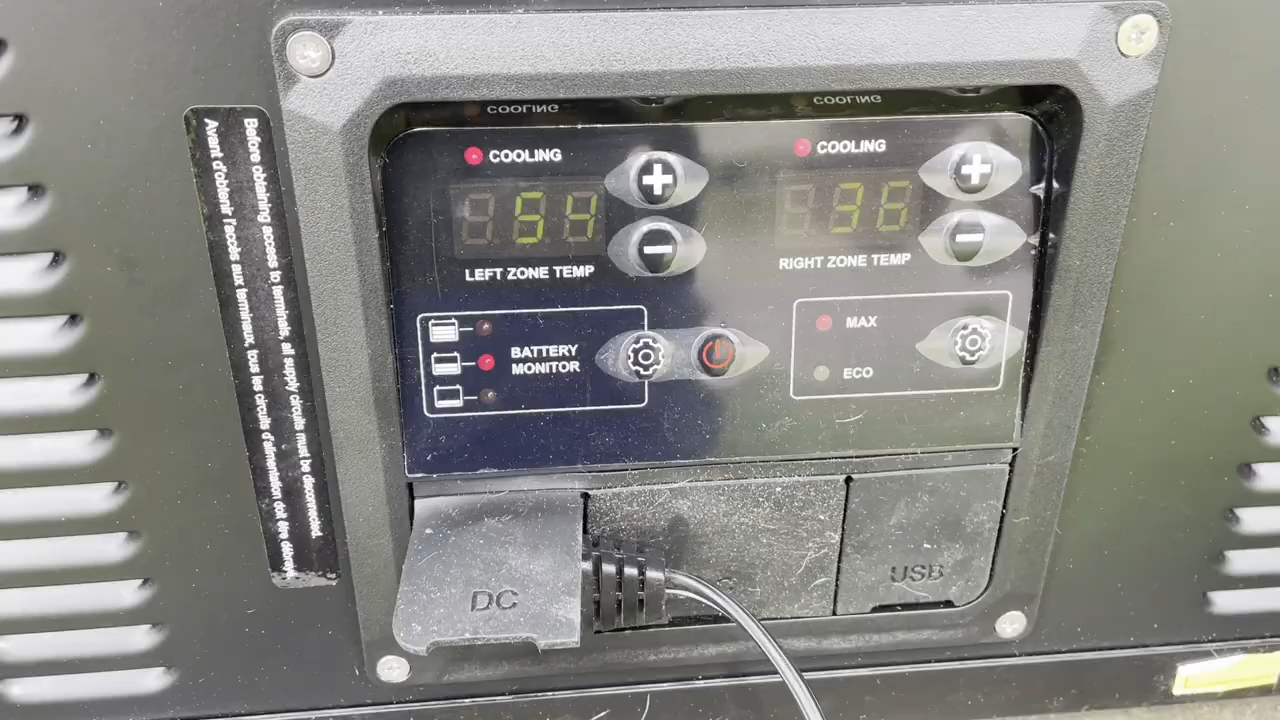 COOLING
COOLING
COOLING
COOLING
54
36
LEFT ZONE TEMP
RIGHT ZONE TEMP
BATTERY
MONITOR
MAX
ECO
DC
USB
Before obtaining access to terminals, all supply circuits must be disconnected.
Avant d'obtenir l'accès aux terminaux, tous les circuits d'alimentation doit être